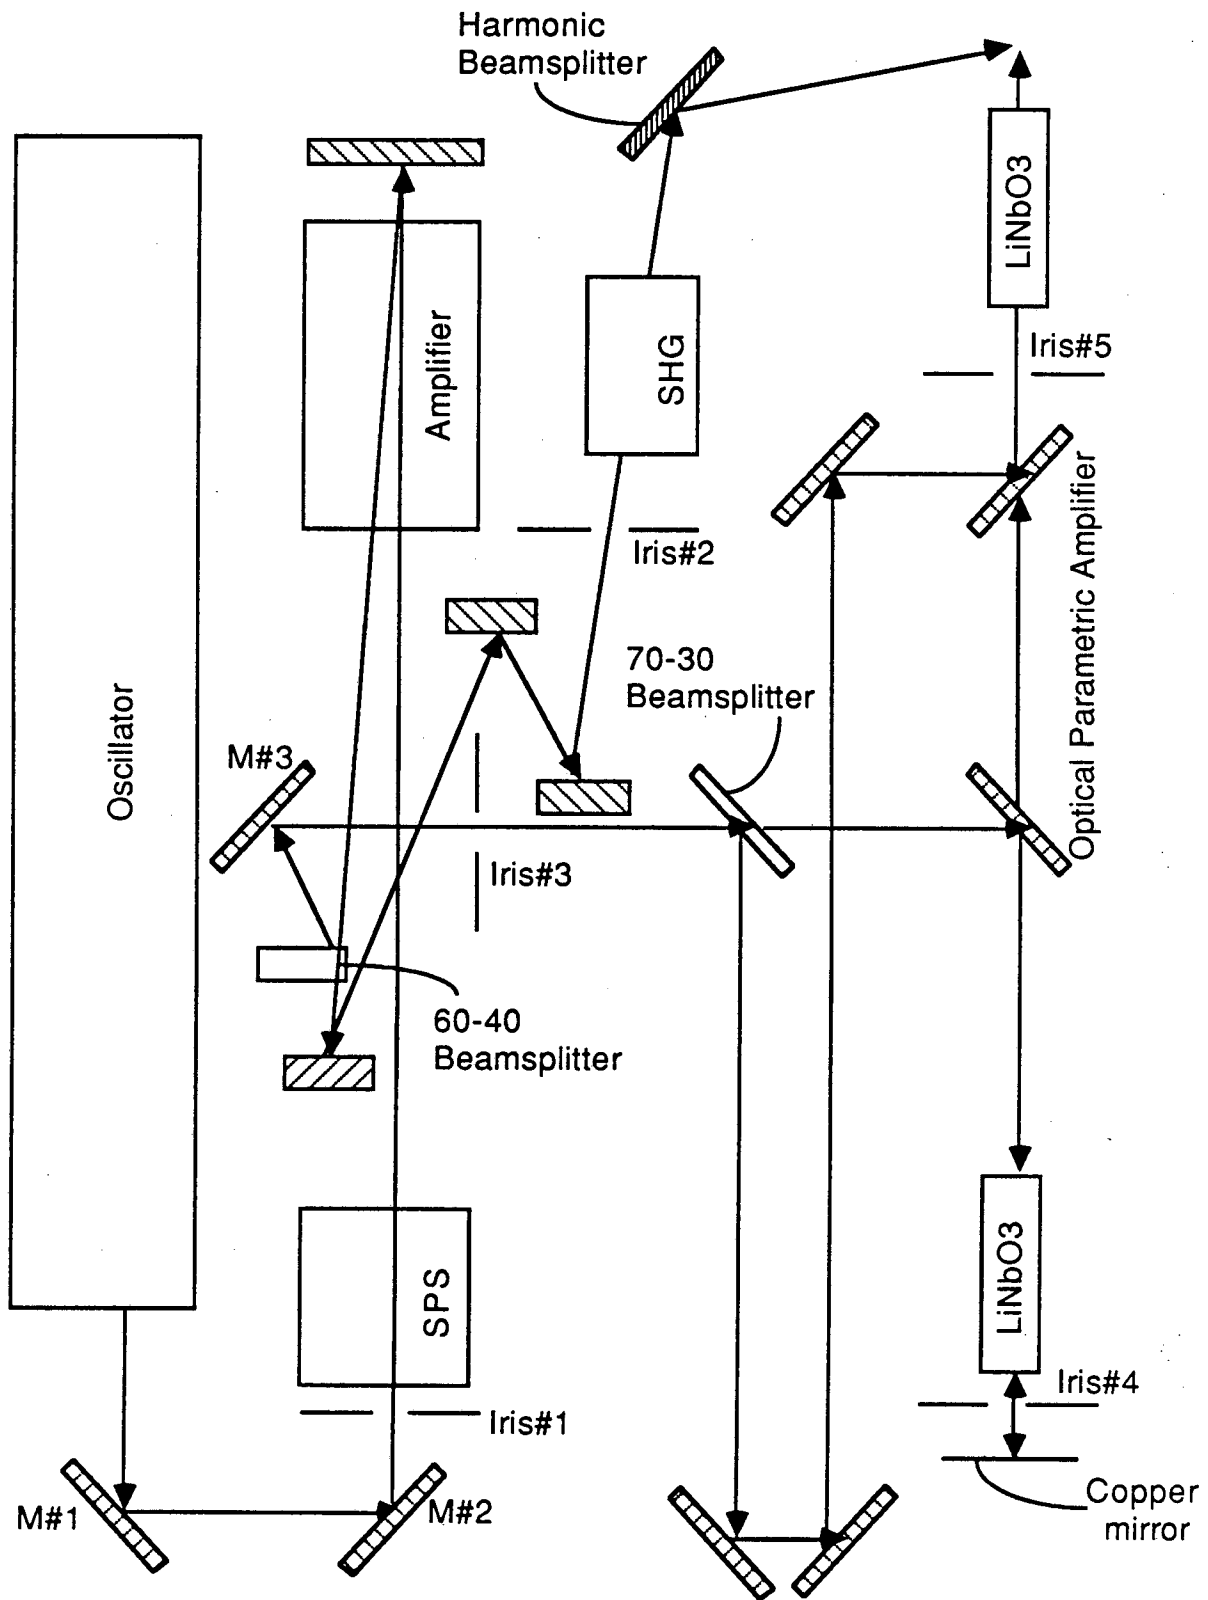 Harmonic
Beamsplitter
LiNbO3
Amplifier
SHG
Iris#5
Iris#2
Optical Parametric Amplifier
70-30
Beamsplitter
Oscillator
M#3
Iris#3
60-40
Beamsplitter
SPS
LiNbO3
Iris#4
Iris#1
M#1
M#2
Copper
mirror